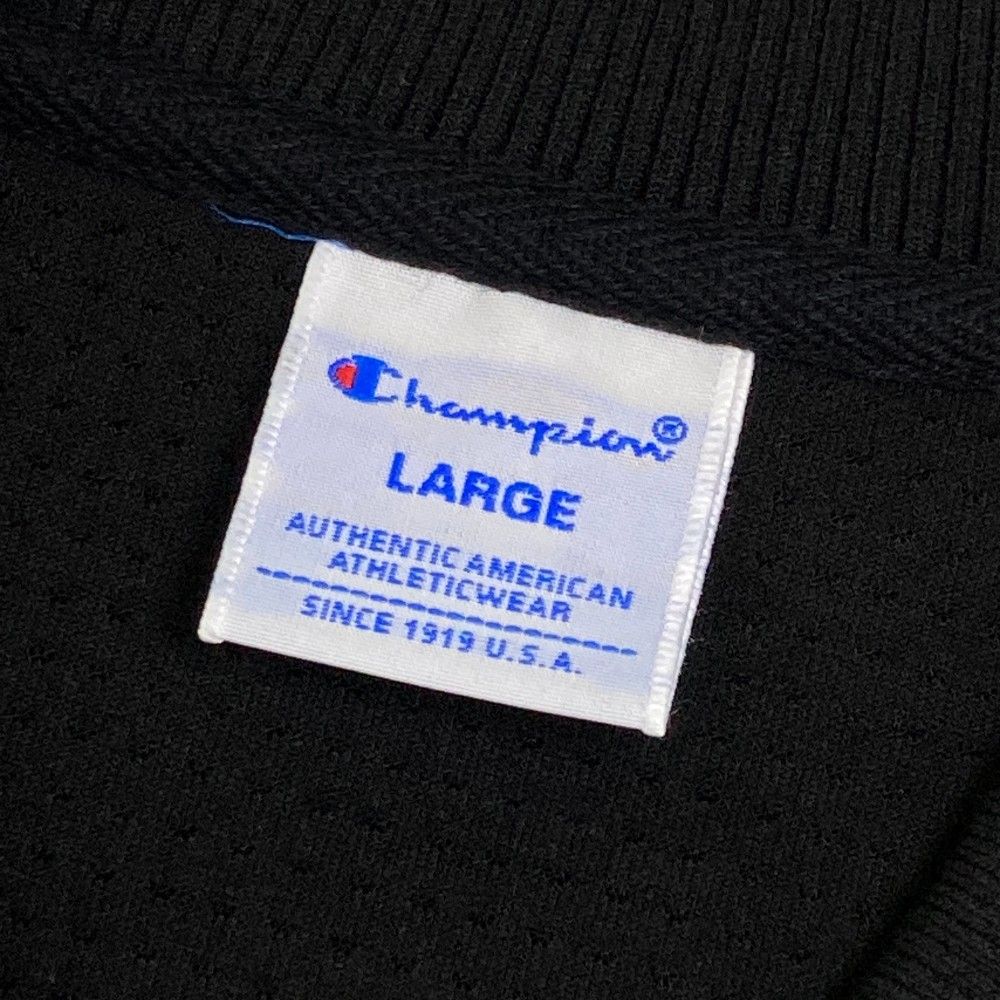 Champion®
LARGE
AUTHENTIC AMERICAN
ATHLETICWEAR
SINCE 1919 U.S.A.